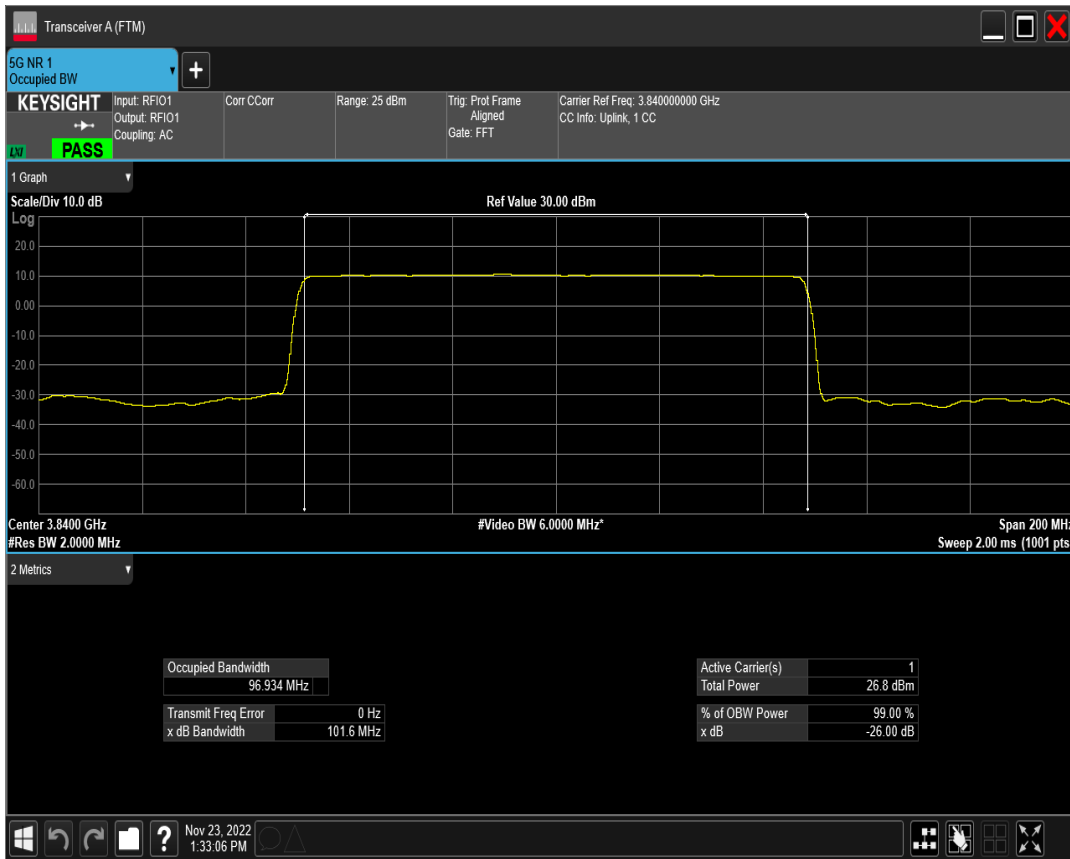 Transceiver A (FTM)
5G NR 1
Occupied BW
+
KEYSIGHT
LXI
PASS
Input: RFIO1
Output: RFIO1
Coupling: AC
Corr CCorr
Range: 25 dBm
Trig: Prot Frame
Aligned
Gate: FFT
Carrier Ref Freq: 3.840000000 GHz
CC Info: Uplink, 1 CC
1 Graph
Scale/Div 10.0 dB
Ref Value 30.00 dBm
Log
20.0
10.0
0.00
-10.0
-20.0
-30.0
-40.0
-50.0
-60.0
Center 3.8400 GHz
#Video BW 6.0000 MHz*
Span 200 MHz
#Res BW 2.0000 MHz
Sweep 2.00 ms (1001 pts
2 Metrics
Occupied Bandwidth
96.934 MHz
Transmit Freq Error 0 Hz
x dB Bandwidth 101.6 MHz
Active Carrier(s) 1
Total Power 26.8 dBm
% of OBW Power 99.00 %
x dB -26.00 dB
?
Nov 23, 2022
1:33:06 PM